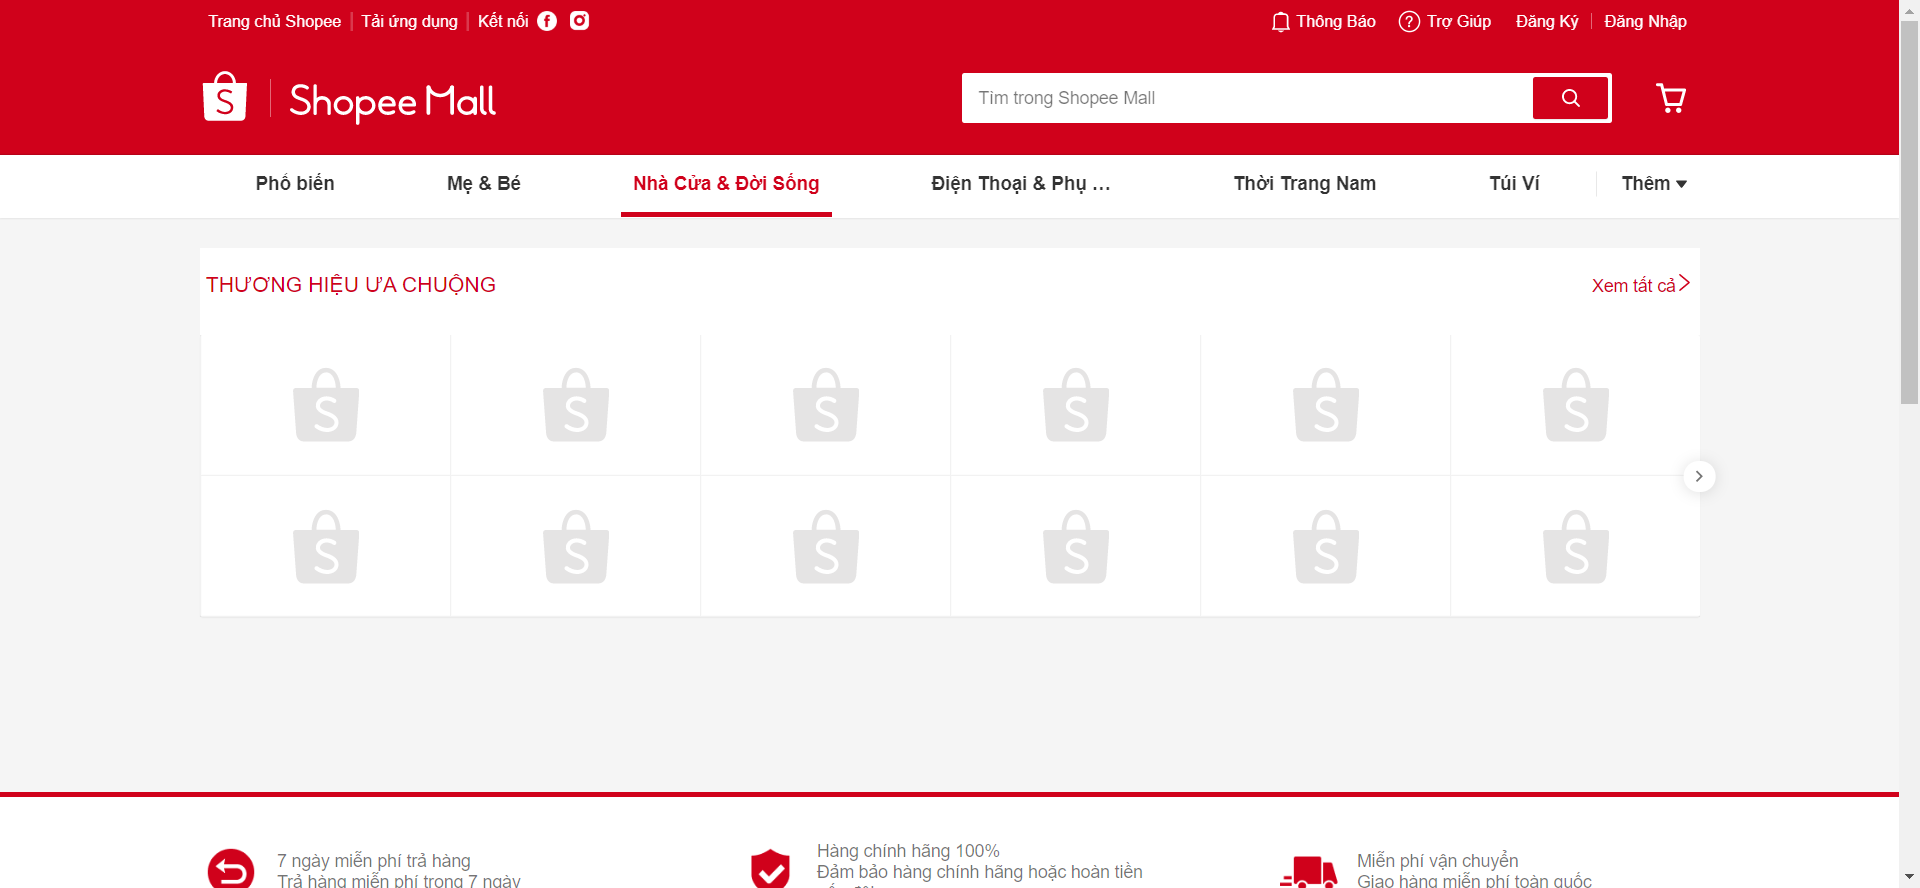 Trang chủ Shopee Tải ứng dụng Kết nối
Thông Báo Trợ Giúp Đăng Ký Đăng Nhập
Shopee Mall
Tìm trong Shopee Mall
Phổ biến Mẹ & Bé Nhà Cửa & Đời Sống Điện Thoại & Phụ ... Thời Trang Nam Túi Ví Thêm
THƯƠNG HIỆU ƯA CHUỘNG
Xem tất cả
7 ngày miễn phí trả hàng
Trả hàng miễn phí trong 7 ngày
Hàng chính hãng 100%
Đảm bảo hàng chính hãng hoặc hoàn tiền
Miễn phí vận chuyển
Giao hàng miễn phí toàn quốc